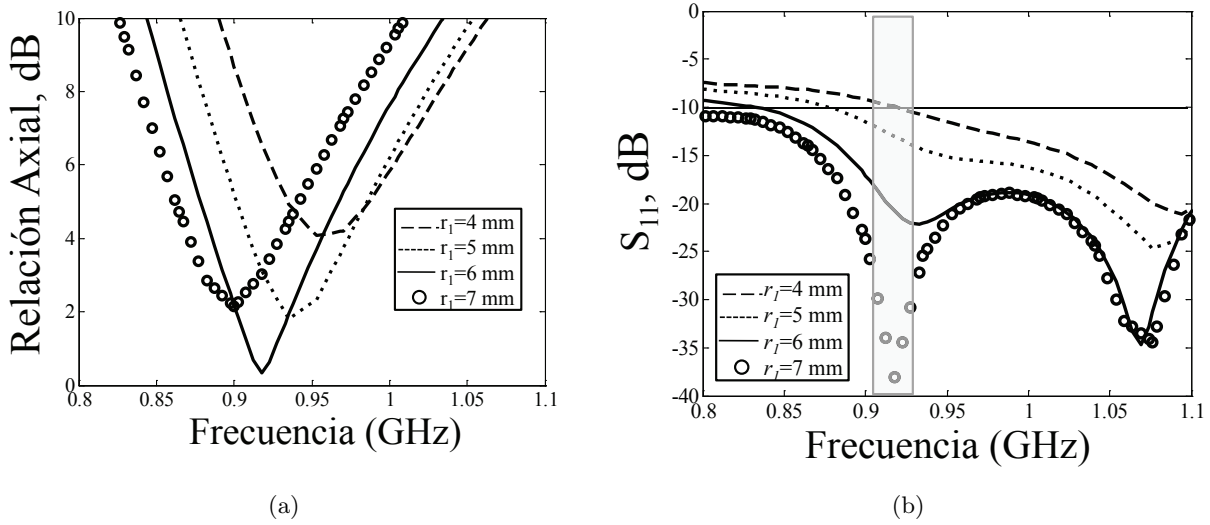 Relación Axial, dB
10
8
6
4
2
0
0.8 0.85 0.9 0.95 1 1.05 1.1
Frecuencia (GHz)
r1=4 mm
r1=5 mm
r1=6 mm
r1=7 mm
(a)
S11, dB
0
-5
-10
-15
-20
-25
-30
-35
-40
0.8 0.85 0.9 0.95 1 1.05 1.1
Frecuencia (GHz)
r1=4 mm
r1=5 mm
r1=6 mm
r1=7 mm
(b)